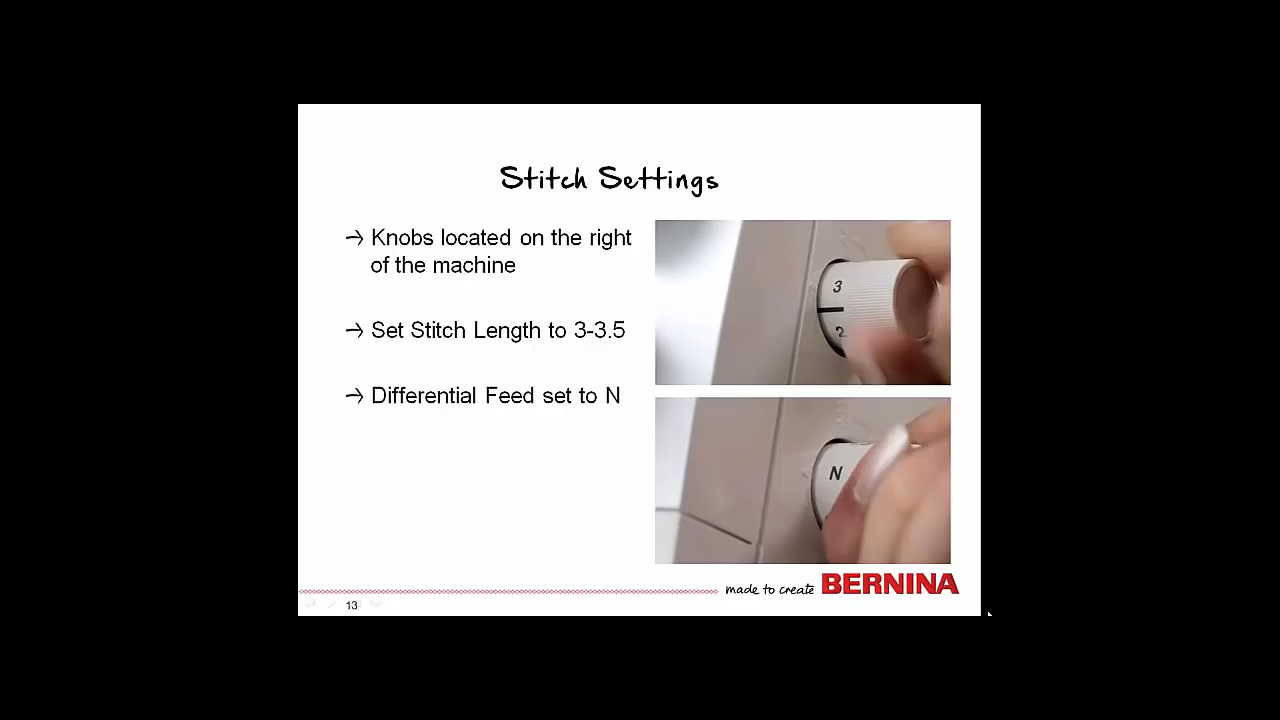 Stitch Settings
→ Knobs located on the right
of the machine
→ Set Stitch Length to 3-3.5
→ Differential Feed set to N
3
2
N
made to create BERNINA
13